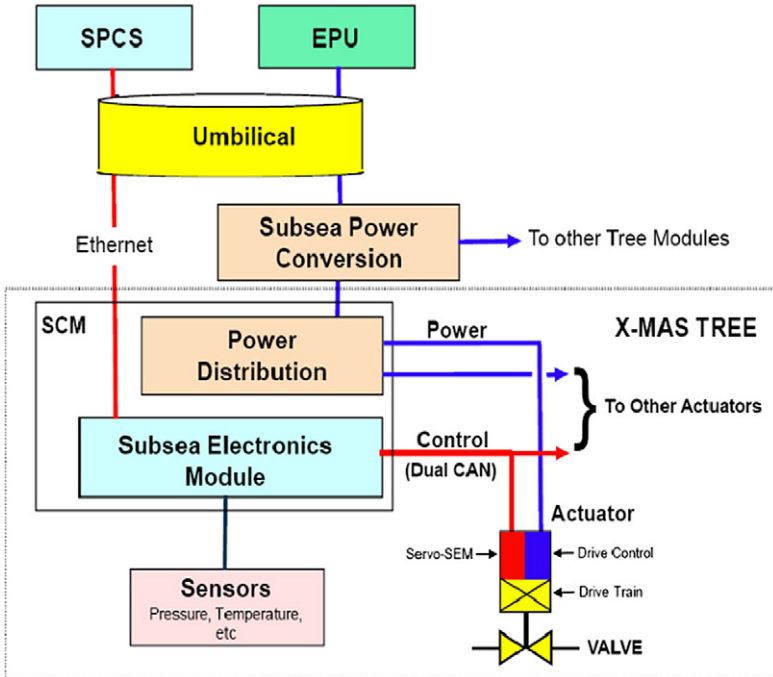 SPCS
EPU
Umbilical
Ethernet
Subsea Power
Conversion
To other Tree Modules
SCM
Power
Distribution
Power
X-MAS TREE
To Other Actuators
Subsea Electronics
Module
Control
(Dual CAN)
Actuator
Servo-SEM
Drive Control
Drive Train
Sensors
Pressure, Temperature,
etc
VALVE